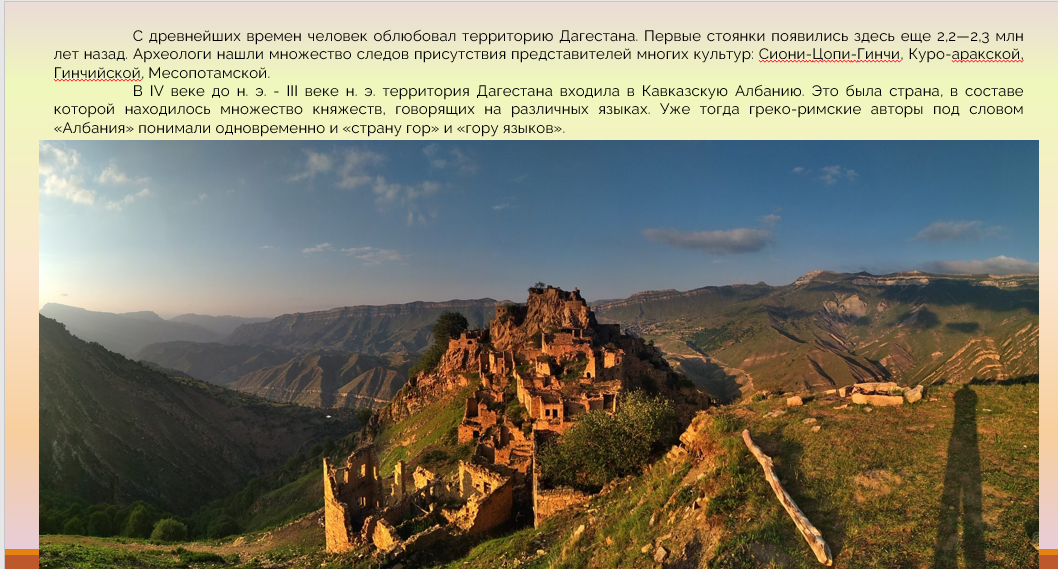 С древнейших времен человек облюбовал территорию Дагестана. Первые стоянки появились здесь еще 2,2—2,3 млн
лет назад. Археологи нашли множество следов присутствия представителей многих культур: Сиони-Цопи-Гинчи, Куро-аракской,
Гинчийской, Месопотамской.
В IV веке до н. э. - III веке н. э. территория Дагестана входила в Кавказскую Албанию. Это была страна, в составе
которой находилось множество княжеств, говорящих на различных языках. Уже тогда греко-римские авторы под словом
«Албания» понимали одновременно и «страну гор» и «гору языков».